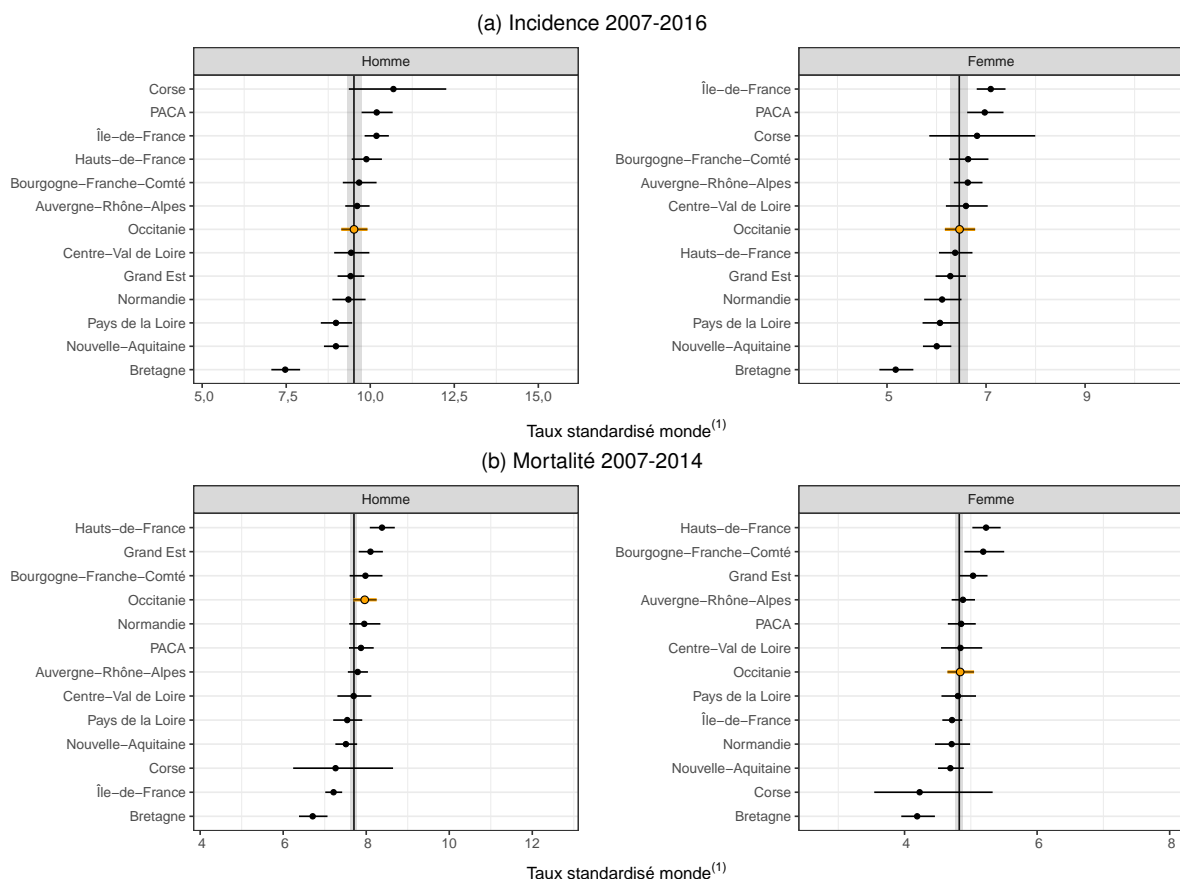 (a) Incidence 2007-2016
Homme
Corse
PACA
Île−de−France
Hauts−de−France
Bourgogne−Franche−Comté
Auvergne−Rhône−Alpes
Occitanie
Centre−Val de Loire
Grand Est
Normandie
Pays de la Loire
Nouvelle−Aquitaine
Bretagne
5,0 7,5 10,0 12,5 15,0
Femme
Île−de−France
PACA
Corse
Bourgogne−Franche−Comté
Auvergne−Rhône−Alpes
Centre−Val de Loire
Occitanie
Hauts−de−France
Grand Est
Normandie
Pays de la Loire
Nouvelle−Aquitaine
Bretagne
5 7 9
Taux standardisé monde(1)
(b) Mortalité 2007-2014
Homme
Hauts−de−France
Grand Est
Bourgogne−Franche−Comté
Occitanie
Normandie
PACA
Auvergne−Rhône−Alpes
Centre−Val de Loire
Pays de la Loire
Nouvelle−Aquitaine
Corse
Île−de−France
Bretagne
4 6 8 10 12
Femme
Hauts−de−France
Bourgogne−Franche−Comté
Grand Est
Auvergne−Rhône−Alpes
PACA
Centre−Val de Loire
Occitanie
Pays de la Loire
Île−de−France
Normandie
Nouvelle−Aquitaine
Corse
Bretagne
4 6 8
Taux standardisé monde(1)